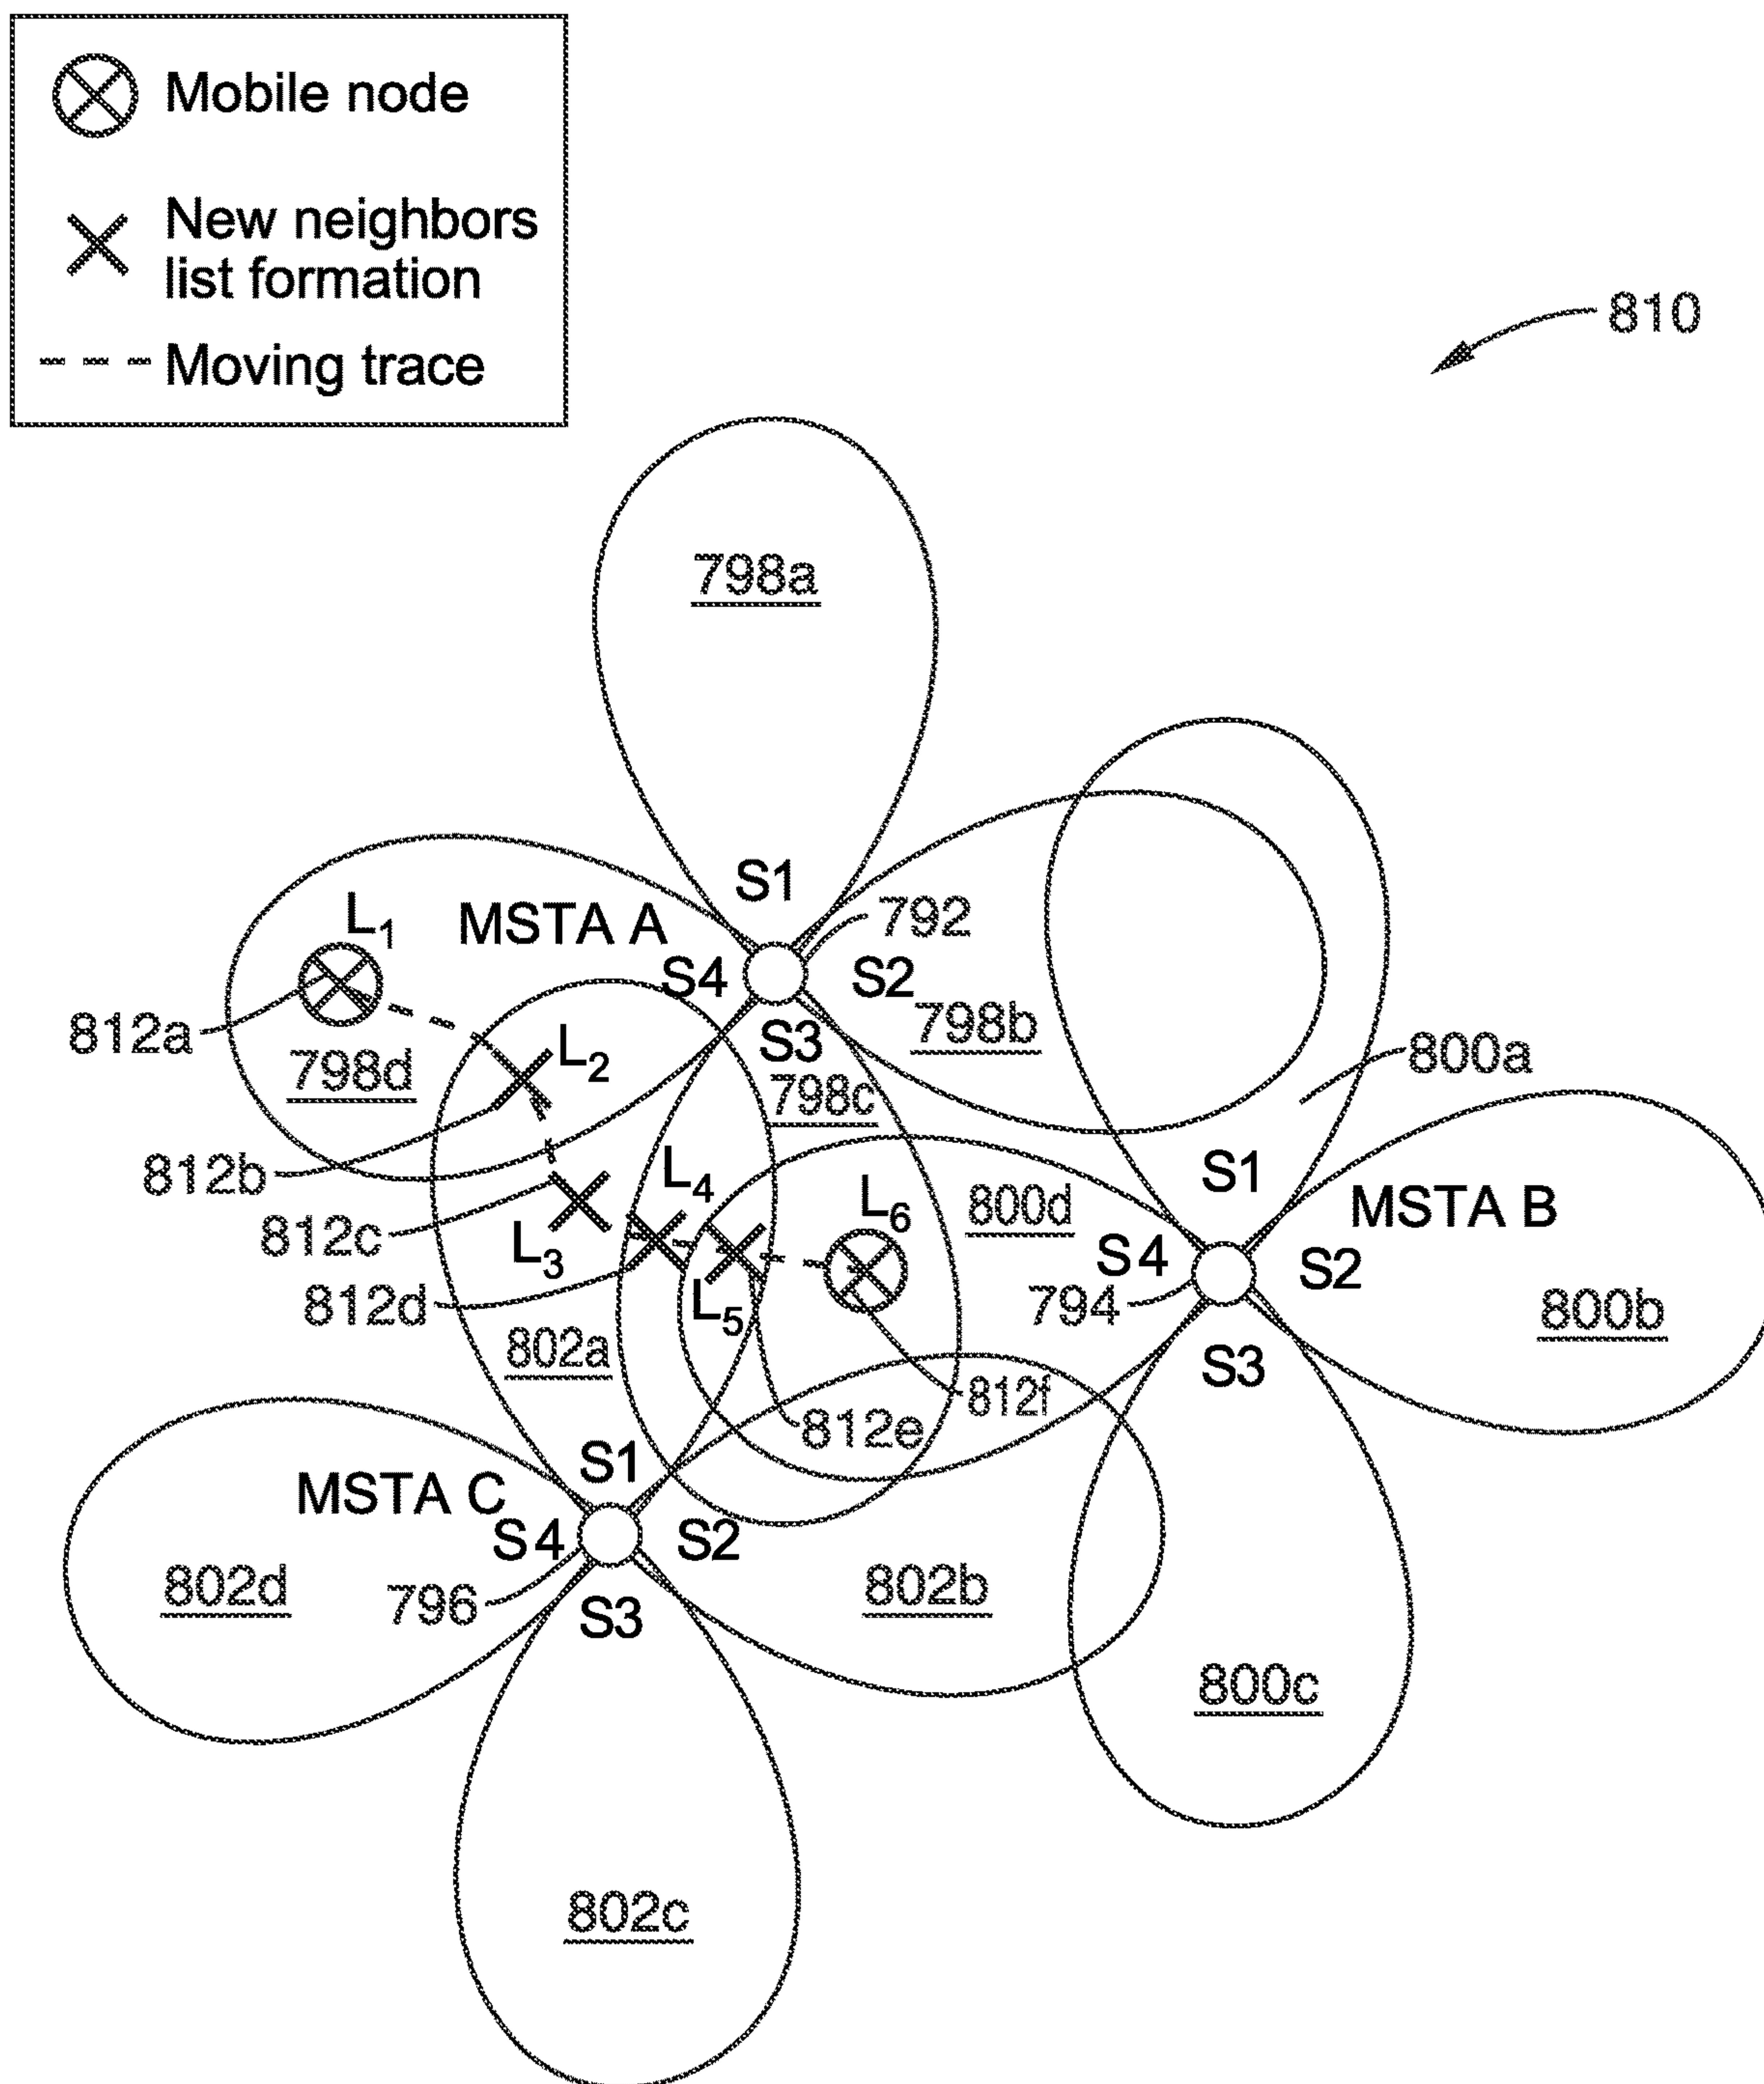 Mobile node
New neighbors
list formation
Moving trace
810
798a
S1
792
L1
MSTA A
S4
S2
812a
798d
L2
S3
798b
798c
800a
812b
812c
L3
L4
L6
800d
S1
MSTA B
S4
S2
812d
L5
794
800b
802a
S3
812f
812e
S1
MSTA C
S4
S2
802d
796
802b
S3
800c
802c